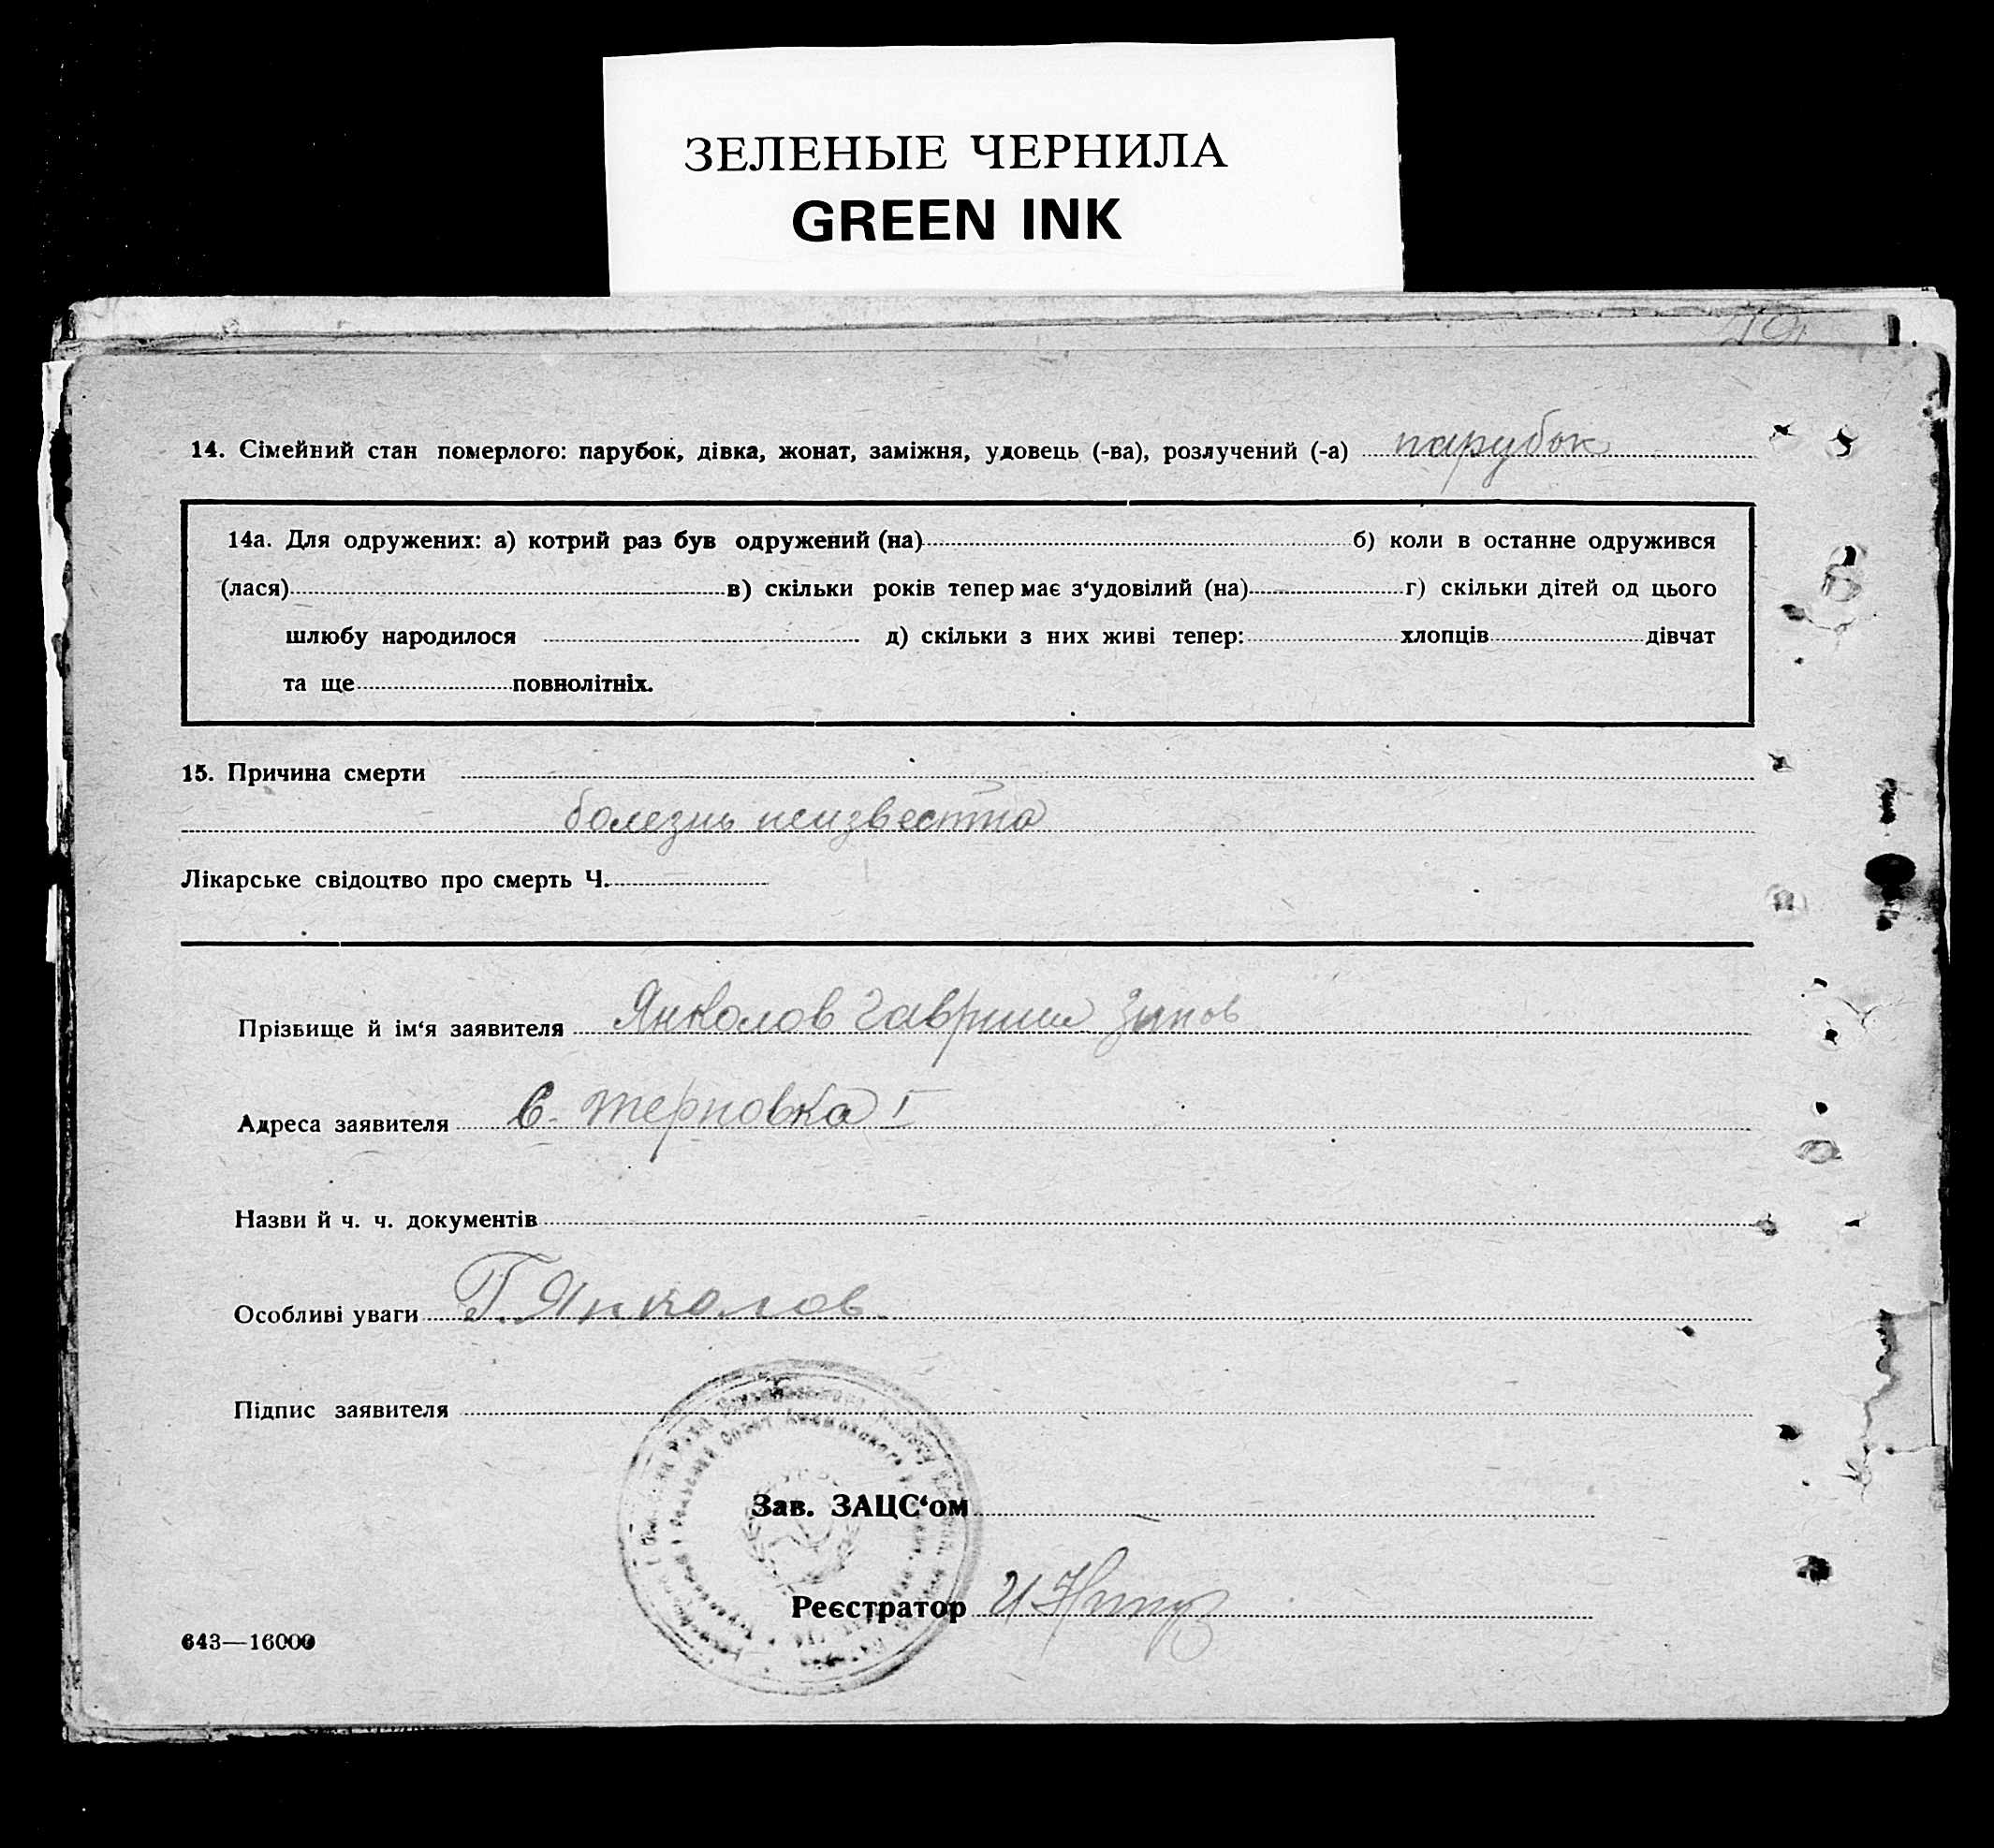 ЗЕЛЕНЫЕ ЧЕРНИЛА
GREEN INK
14. Сімейний стан померлого: парубок, дівка, жонат, заміжня, удовець (-ва), розлучений (-а) парубок
14а. Для одружених: а) котрий раз був одружений (на) б) коли в останне одружився
(лася) в) скільки років тепер має з‘удовілий (на) г) скільки дітей од цього
шлюбу народилося д) скільки з них живі тепер: хлопців дівчат
та ще повнолітніх.
15. Причина смерти
болезнь неизвестна
Лікарське свідоцтво про смерть Ч.
Прізвище й ім‘я заявителя Янколов Гавриил
Адреса заявителя с. Терновка I
Назви й ч. ч. документів
Особливі уваги Г. Янколов
Підпис заявителя
Зав. ЗАЦС‘ом
Реєстратор
643—16000